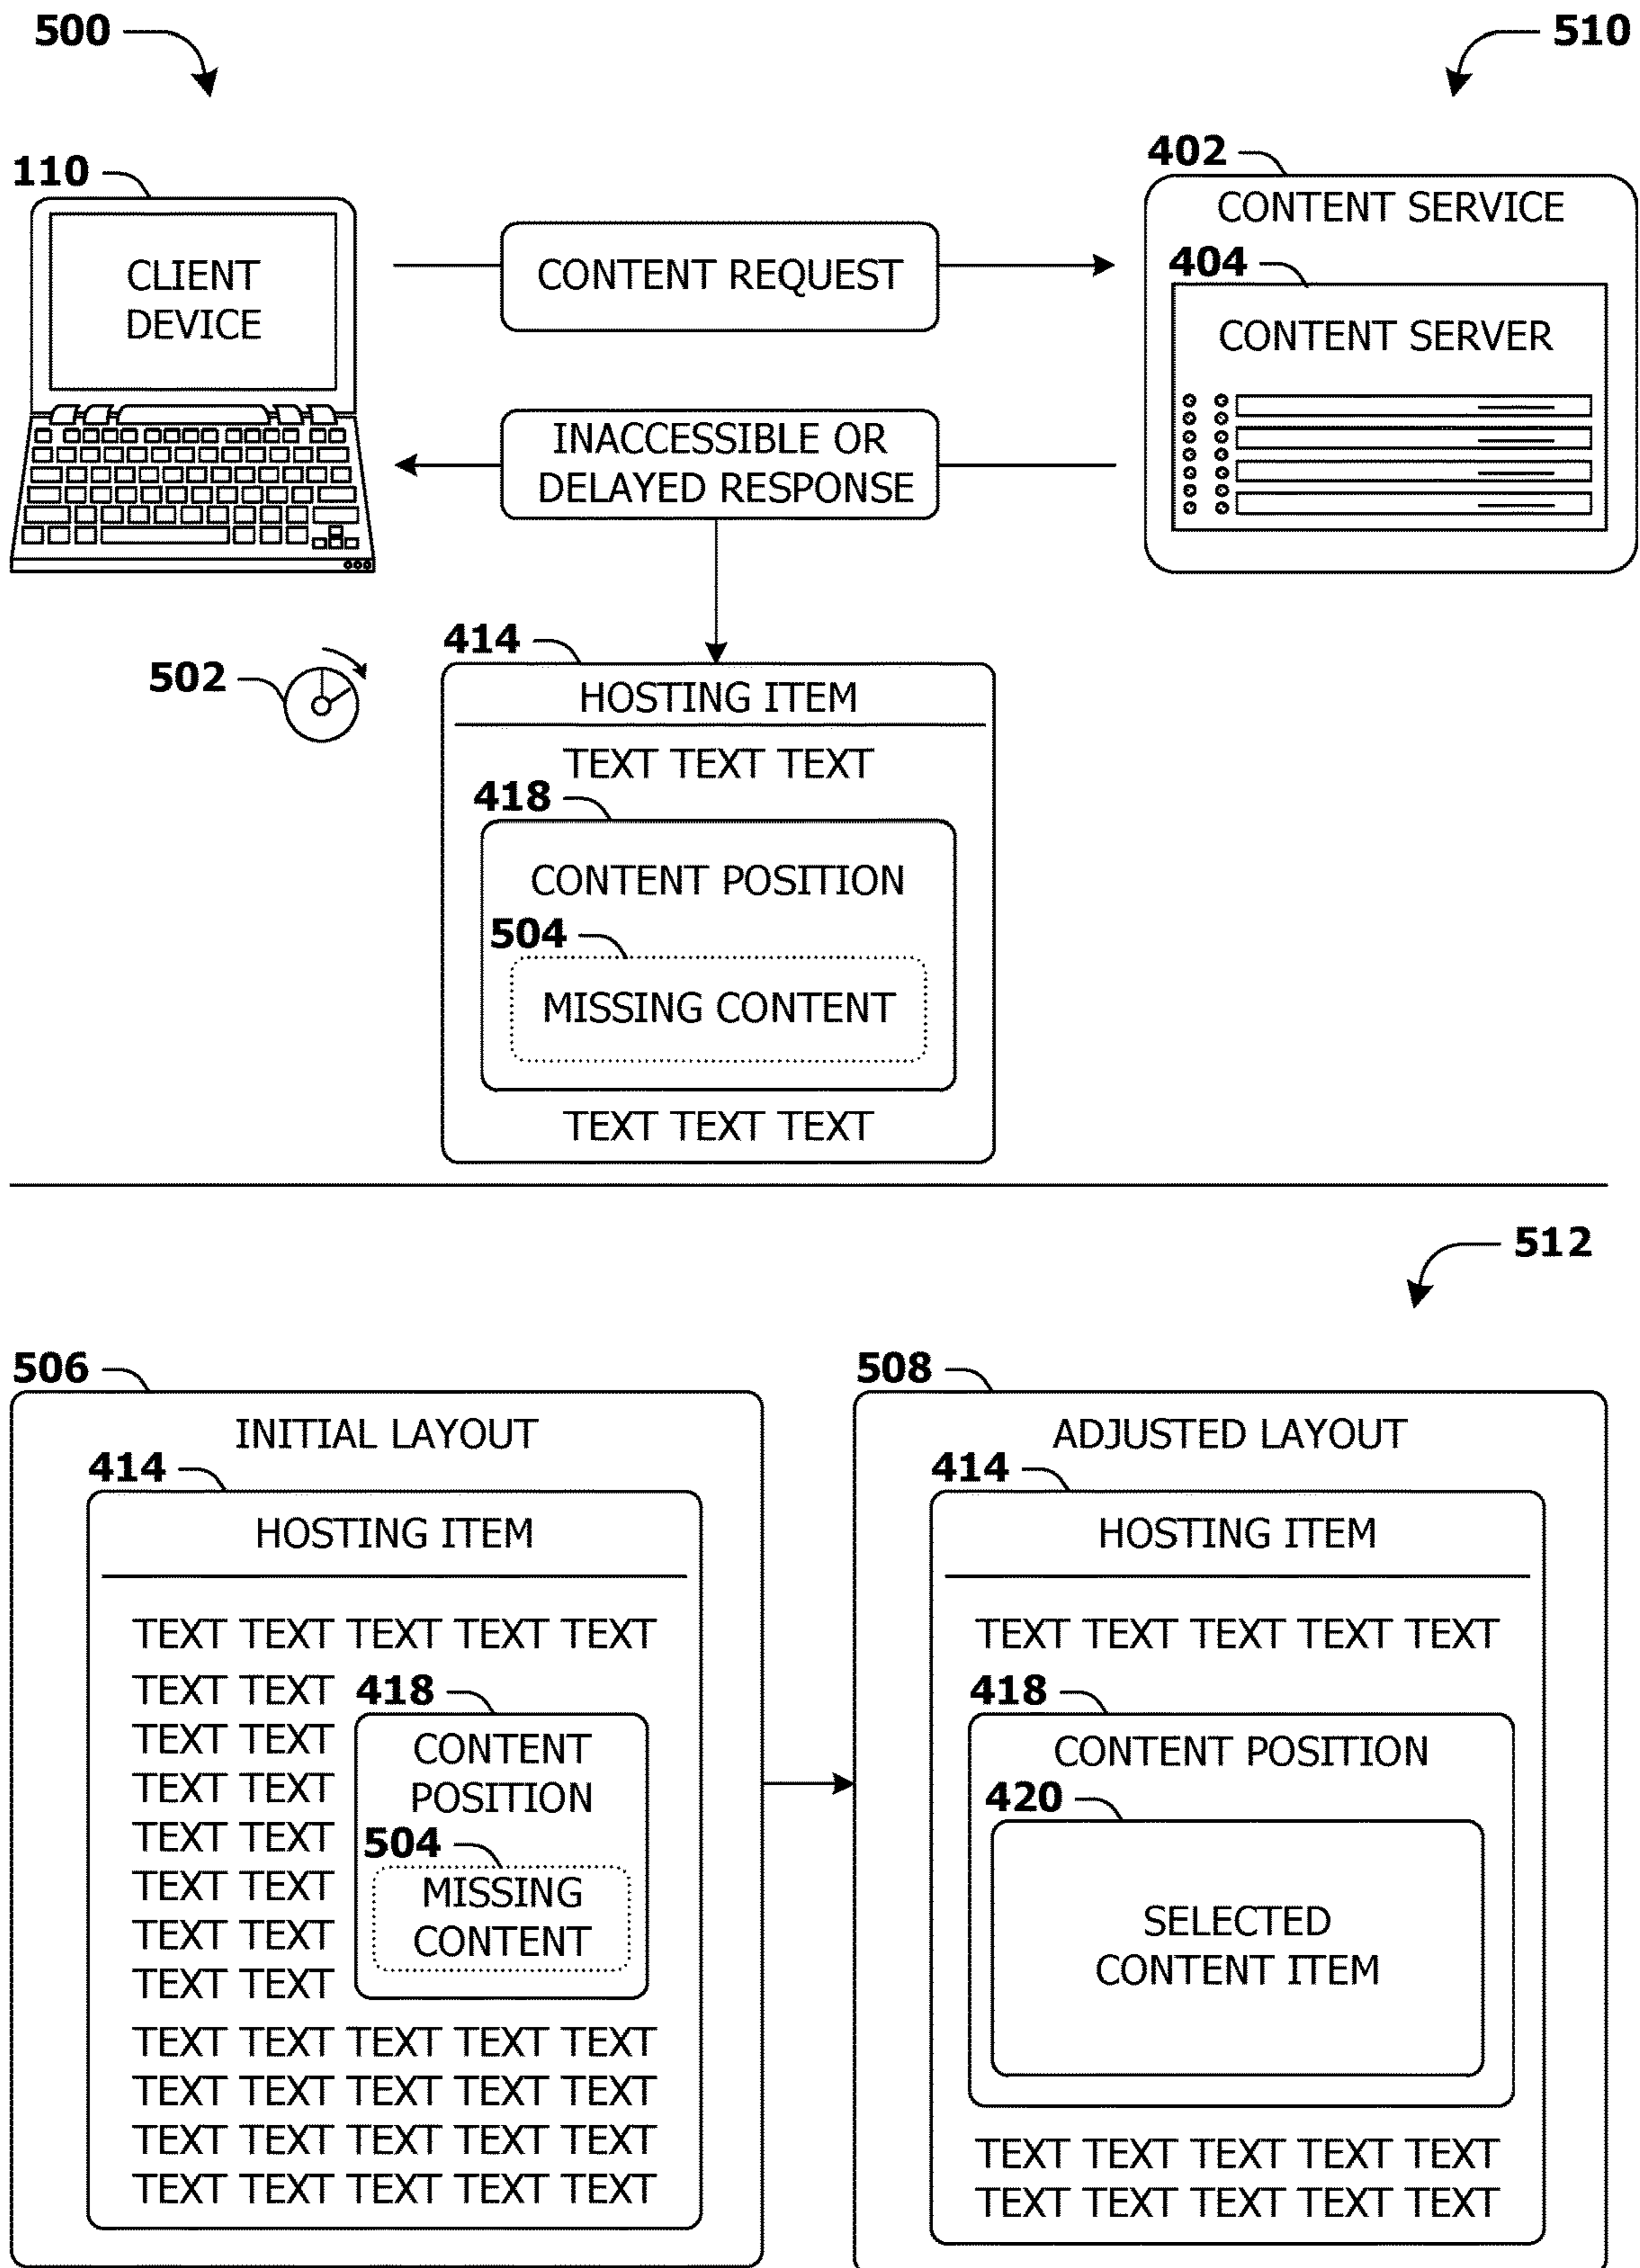 500
510
110
402
CLIENT
DEVICE
CONTENT REQUEST
CONTENT SERVICE
404
CONTENT SERVER
INACCESSIBLE OR
DELAYED RESPONSE
502
414
HOSTING ITEM
TEXT TEXT TEXT
418
CONTENT POSITION
504
MISSING CONTENT
TEXT TEXT TEXT
512
506
INITIAL LAYOUT
414
HOSTING ITEM
TEXT TEXT TEXT TEXT TEXT
TEXT TEXT
TEXT TEXT
TEXT TEXT
TEXT TEXT
TEXT TEXT
TEXT TEXT
TEXT TEXT
418
CONTENT
POSITION
504
MISSING
CONTENT
TEXT TEXT TEXT TEXT TEXT
TEXT TEXT TEXT TEXT TEXT
TEXT TEXT TEXT TEXT TEXT
TEXT TEXT TEXT TEXT TEXT
508
ADJUSTED LAYOUT
414
HOSTING ITEM
TEXT TEXT TEXT TEXT TEXT
418
CONTENT POSITION
420
SELECTED
CONTENT ITEM
TEXT TEXT TEXT TEXT TEXT
TEXT TEXT TEXT TEXT TEXT